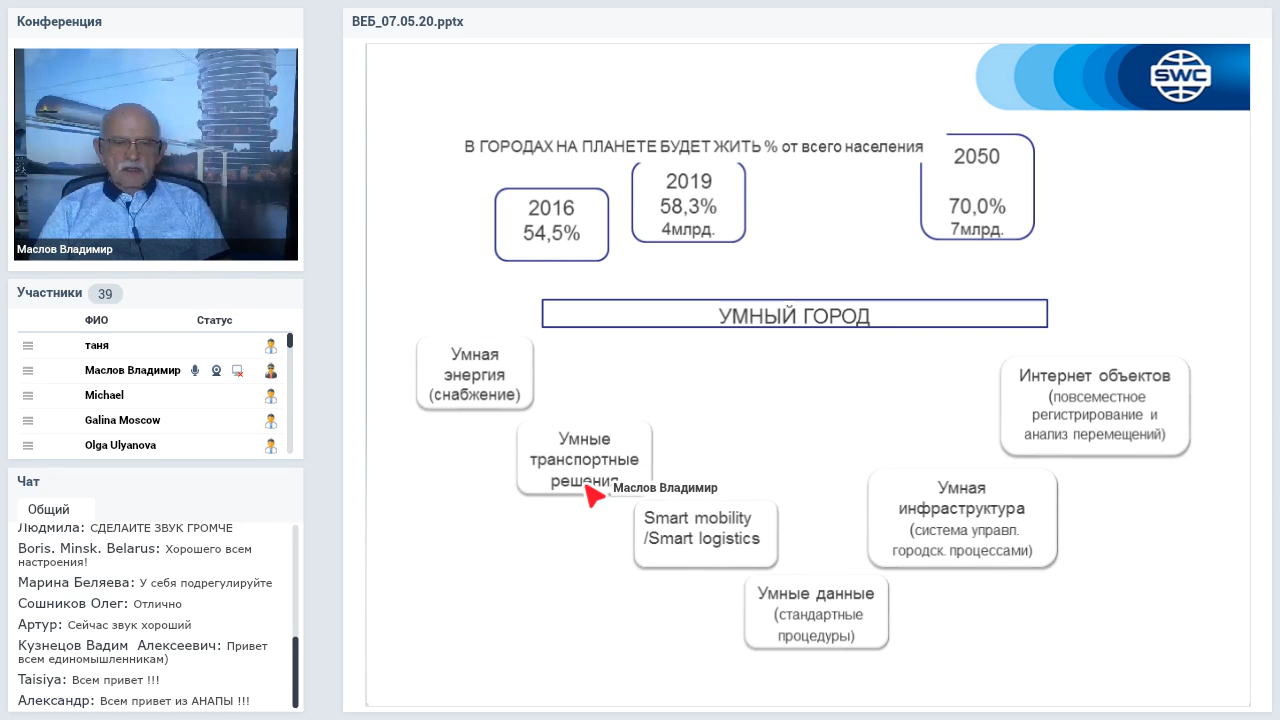 Конференция
Маслов Владимир
Участники 39
ФИО Статус
таня
Маслов Владимир
Michael
Galina Moscow
Olga Ulyanova
Чат
Общий
Людмила: СДЕЛАЙТЕ ЗВУК ГРОМЧЕ
Boris. Minsk. Belarus: Хорошего всем
настроения!
Марина Беляева: У себя подрегулируйте
Сошников Олег: Отлично
Артур: Сейчас звук хороший
Кузнецов Вадим Алексеевич: Привет
всем единомышленникам)
Taisiya: Всем привет !!!
Александр: Всем привет из АНАПЫ !!!
ВЕБ_07.05.20.pptx
SWC
В ГОРОДАХ НА ПЛАНЕТЕ БУДЕТ ЖИТЬ % от всего населения
2016
54,5%
2019
58,3%
4млрд.
2050
70,0%
7млрд.
УМНЫЙ ГОРОД
Умная
энергия
(снабжение)
Умные
транспортные
решения
Маслов Владимир
Smart mobility
/Smart logistics
Умные данные
(стандартные
процедуры)
Умная
инфраструктура
(система управл.
городск. процессами)
Интернет объектов
(повсеместное
регистрирование и
анализ перемещений)